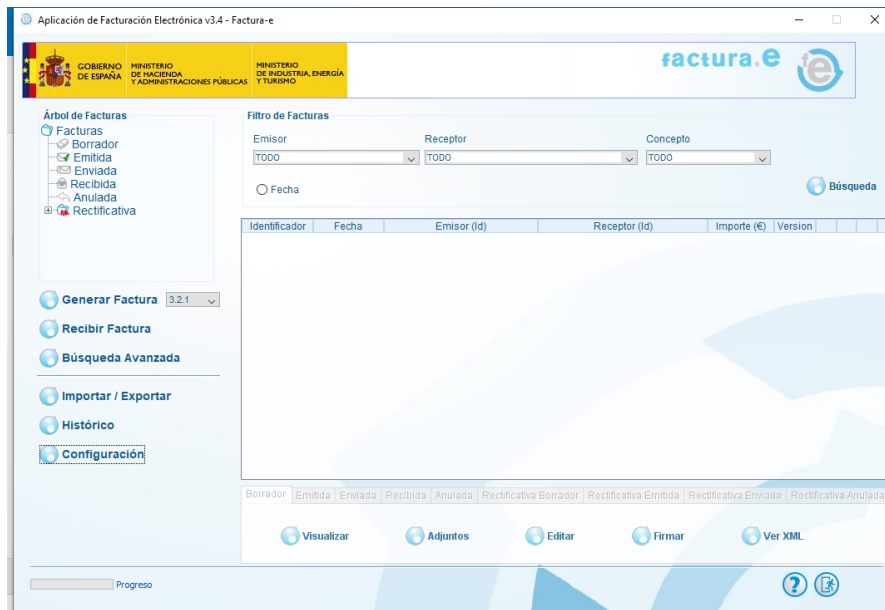 Aplicación de Facturación Electrónica v3.4 - Factura-e
GOBIERNO DE ESPAÑA
MINISTERIO DE HACIENDA Y ADMINISTRACIONES PÚBLICAS
MINISTERIO DE INDUSTRIA, ENERGÍA Y TURISMO
factura.e
Árbol de Facturas
Facturas
Borrador
Emitida
Enviada
Recibida
Anulada
Rectificativa
Filtro de Facturas
Emisor Receptor Concepto
TODO TODO TODO
Fecha
Búsqueda
Identificador Fecha Emisor (Id) Receptor (Id) Importe (€) Version
Generar Factura 3.2.1
Recibir Factura
Búsqueda Avanzada
Importar / Exportar
Histórico
Configuración
Borrador Emitida Enviada Recibida Anulada Rectificativa Borrador Rectificativa Emitida Rectificativa Enviada Rectificativa Anulada
Visualizar Adjuntos Editar Firmar Ver XML
Progreso